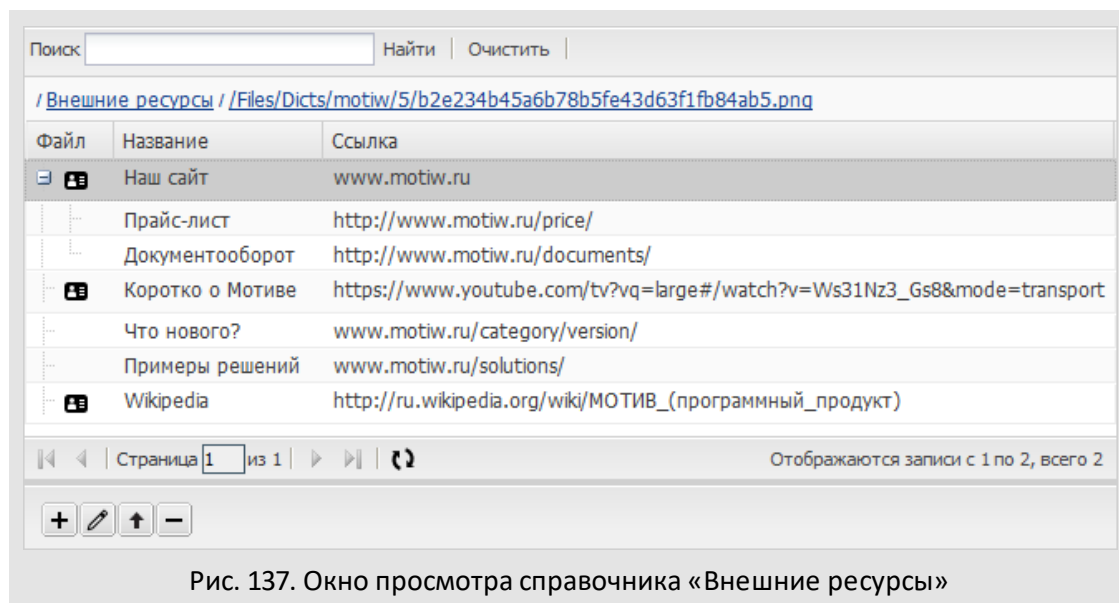 Поиск Найти Очистить
/ Внешние ресурсы / /Files/Dicts/motiw/5/b2e234b45a6b78b5fe43d63f1fb84ab5.png
Файл Название Ссылка
Наш сайт www.motiw.ru
Прайс-лист http://www.motiw.ru/price/
Документооборот http://www.motiw.ru/documents/
Коротко о Мотиве https://www.youtube.com/tv?vq=large#/watch?v=Ws31Nz3_Gs8&mode=transport
Что нового? www.motiw.ru/category/version/
Примеры решений www.motiw.ru/solutions/
Wikipedia http://ru.wikipedia.org/wiki/МОТИВ_(программный_продукт)
Страница 1 из 1 Отображаются записи с 1 по 2, всего 2
Рис. 137. Окно просмотра справочника «Внешние ресурсы»